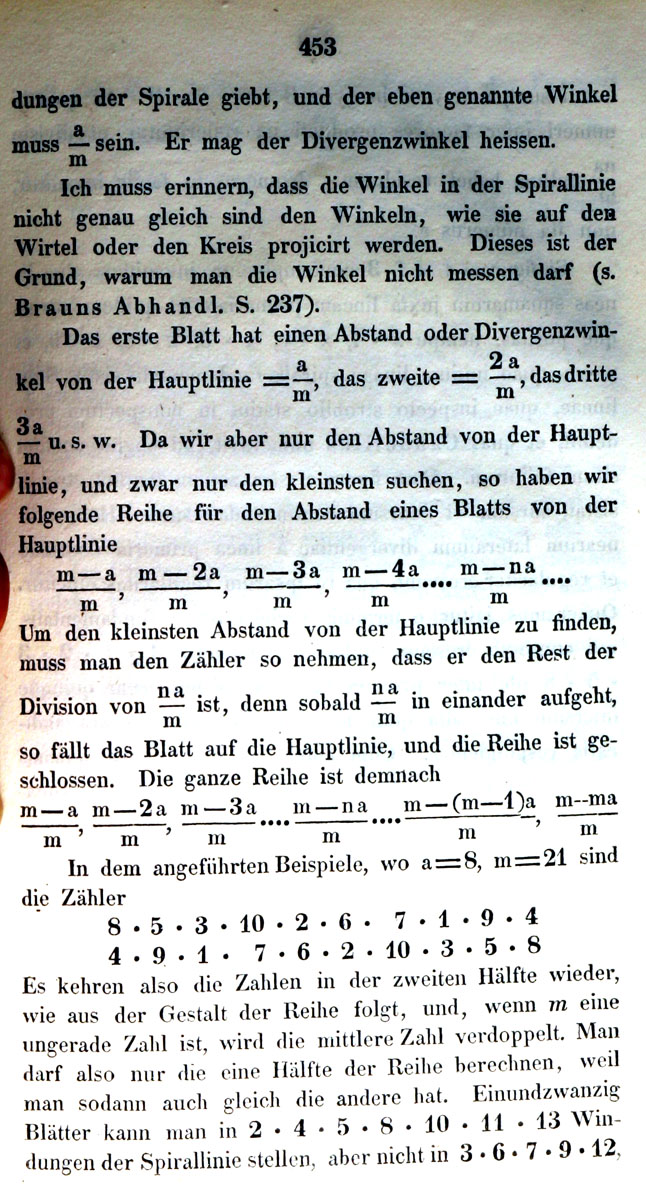 453
dungen der Spirale giebt, und der eben genannte Winkel
muss a/m sein. Er mag der Divergenzwinkel heissen.
Ich muss erinnern, dass die Winkel in der Spirallinie
nicht genau gleich sind den Winkeln, wie sie auf den
Wirtel oder den Kreis projicirt werden. Dieses ist der
Grund, warum man die Winkel nicht messen darf (s.
Brauns Abhandl. S. 237).
Das erste Blatt hat einen Abstand oder Divergenzwin-
kel von der Hauptlinie = a/m, das zweite = 2a/m, das dritte
3a/m u. s. w. Da wir aber nur den Abstand von der Haupt-
linie, und zwar nur den kleinsten suchen, so haben wir
folgende Reihe für den Abstand eines Blatts von der
Hauptlinie
m—a/m, m—2a/m, m—3a/m, m—4a/m .... m—na/m ....
Um den kleinsten Abstand von der Hauptlinie zu finden,
muss man den Zähler so nehmen, dass er den Rest der
Division von na/m ist, denn sobald na/m in einander aufgeht,
so fällt das Blatt auf die Hauptlinie, und die Reihe ist ge-
schlossen. Die ganze Reihe ist demnach
m—a/m, m—2a/m, m—3a/m .... m—na/m .... m—(m—1)a/m, m--ma/m
In dem angeführten Beispiele, wo a=8, m=21 sind
die Zähler
8 · 5 · 3 · 10 · 2 · 6 · 7 · 1 · 9 · 4
4 · 9 · 1 · 7 · 6 · 2 · 10 · 3 · 5 · 8
Es kehren also die Zahlen in der zweiten Hälfte wieder,
wie aus der Gestalt der Reihe folgt, und, wenn m eine
ungerade Zahl ist, wird die mittlere Zahl verdoppelt. Man
darf also nur die eine Hälfte der Reihe berechnen, weil
man sodann auch gleich die andere hat. Einundzwanzig
Blätter kann man in 2 · 4 · 5 · 8 · 10 · 11 · 13 Win-
dungen der Spirallinie stellen, aber nicht in 3 · 6 · 7 · 9 · 12,